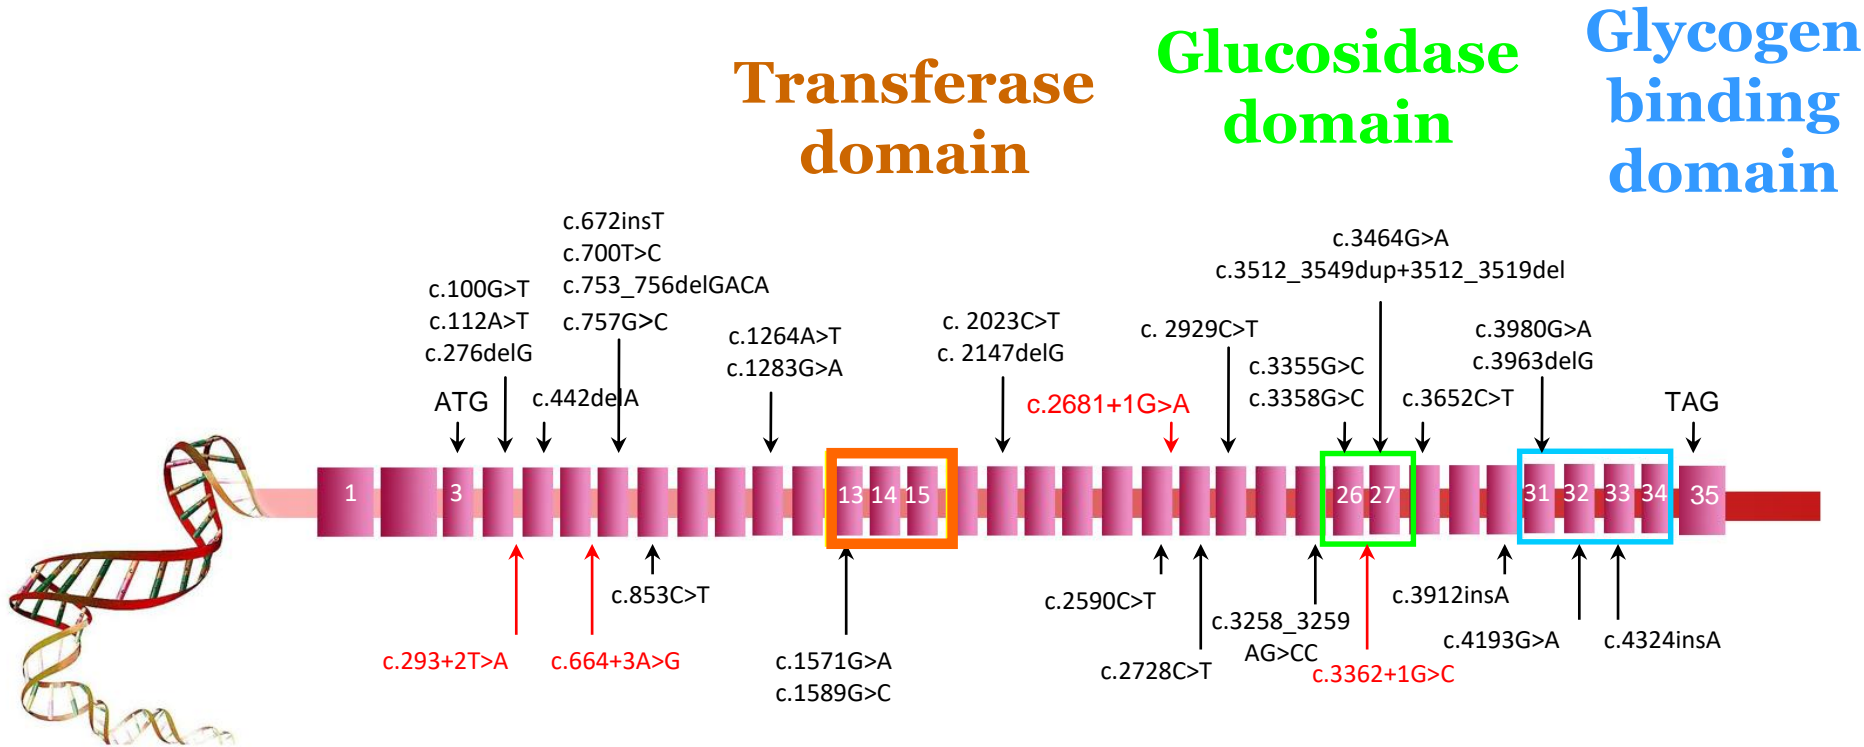 Transferase
domain
Glucosidase
domain
Glycogen
binding
domain
c.672insT
c.700T>C
c.753_756delGACA
c.757G>C
c.100G>T
c.112A>T
c.276delG
ATG
c.442delA
c.1264A>T
c.1283G>A
c. 2023C>T
c. 2147delG
c.2681+1G>A
c. 2929C>T
c.3464G>A
c.3512_3549dup+3512_3519del
c.3355G>C
c.3358G>C
c.3652C>T
c.3980G>A
c.3963delG
TAG
1
3
13
14
15
26
27
31
32
33
34
35
c.293+2T>A
c.664+3A>G
c.853C>T
c.1571G>A
c.1589G>C
c.2590C>T
c.2728C>T
c.3258_3259
AG>CC
c.3362+1G>C
c.3912insA
c.4193G>A
c.4324insA